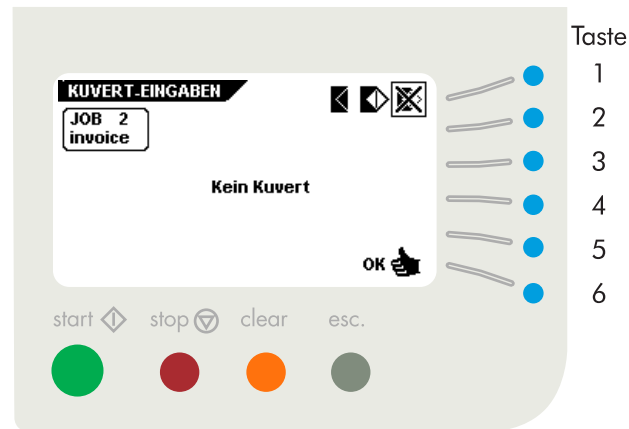 Taste
KUVERT-EINGABEN
JOB 2
invoice
Kein Kuvert
OK
1
2
3
4
5
6
start
stop
clear
esc.